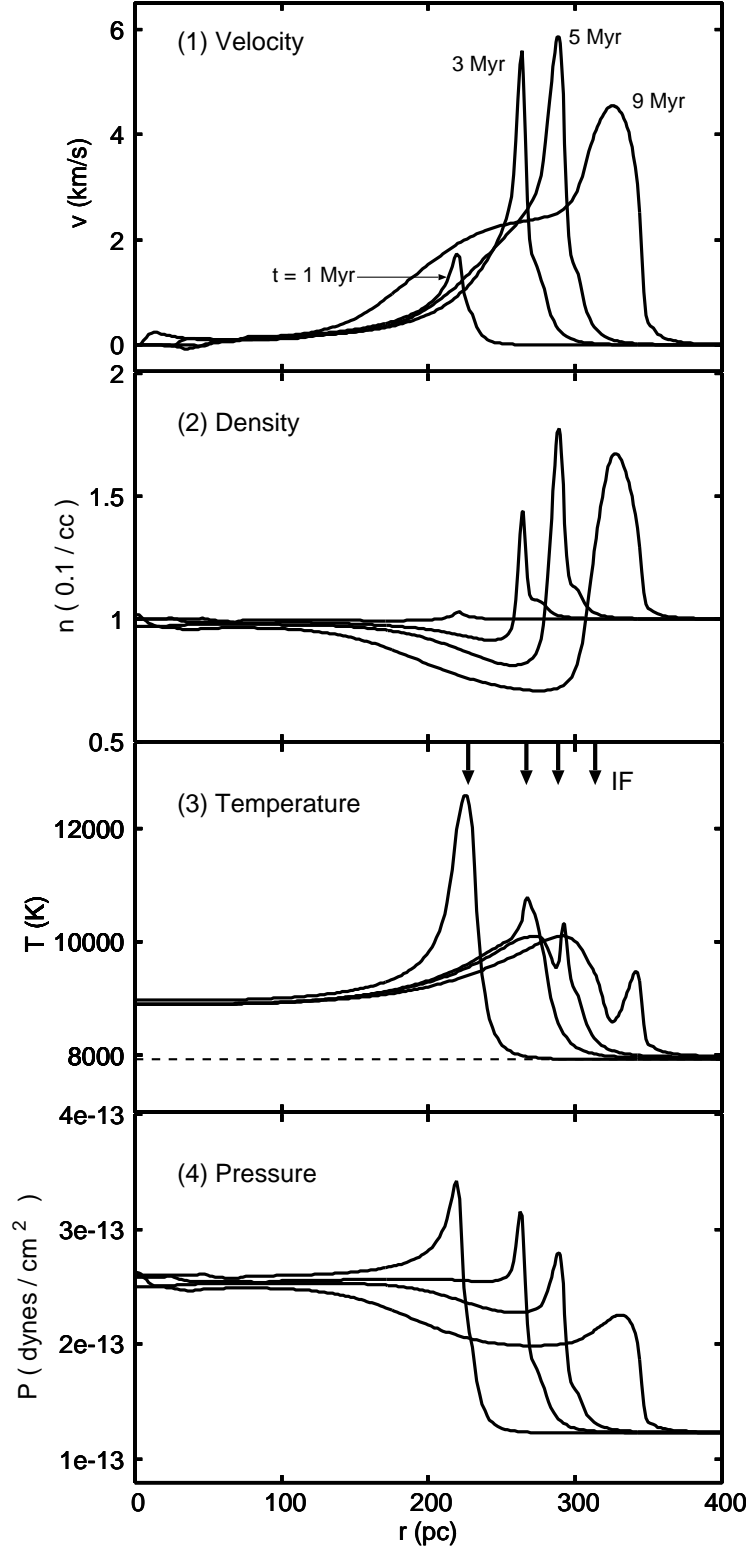 6
(1) Velocity
5 Myr
3 Myr
9 Myr
4
v (km/s)
2
t = 1 Myr
0
2
(2) Density
1.5
n ( 0.1 / cc )
1
0.5
IF
(3) Temperature
12000
T (K)
10000
8000
4e-13
(4) Pressure
3e-13
P ( dynes / cm 2 )
2e-13
1e-13
0 100 200 300 400
r (pc)